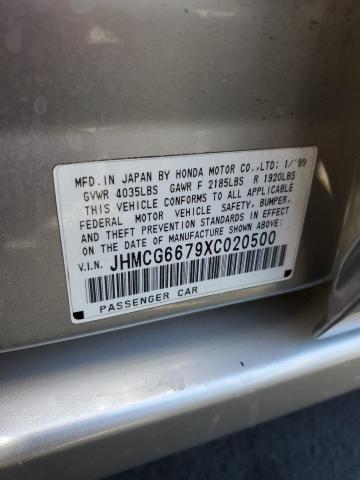 MFD.IN JAPAN BY HONDA MOTOR CO.,LTD; 1/'99
GVWR 4035LBS GAWR F 2185LBS R 1920LBS
THIS VEHICLE CONFORMS TO ALL APPLICABLE
FEDERAL MOTOR VEHICLE SAFETY, BUMPER,
AND THEFT PREVENTION STANDARDS IN EFFECT
ON THE DATE OF MANUFACTURE SHOWN ABOVE:
V.I.N. JHMCG6679XC020500
PASSENGER CAR